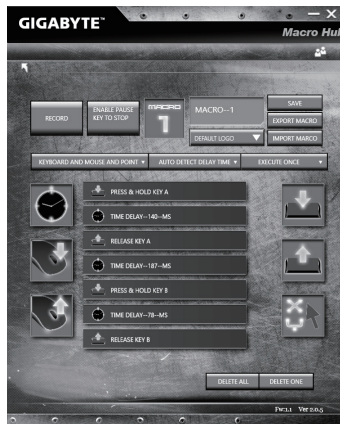 GIGABYTE™
Macro Hub
RECORD
ENABLE PAUSE
KEY TO STOP
MACRO
1
MACRO--1
DEFAULT LOGO
SAVE
EXPORT MACRO
IMPORT MARCO
KEYBOARD AND MOUSE AND POINT
AUTO DETECT DELAY TIME
EXECUTE ONCE
PRESS & HOLD KEY A
TIME DELAY--140--MS
RELEASE KEY A
TIME DELAY--187--MS
PRESS & HOLD KEY B
TIME DELAY--78--MS
RELEASE KEY B
DELETE ALL
DELETE ONE
Fw:1.1 Ver 2.0.5